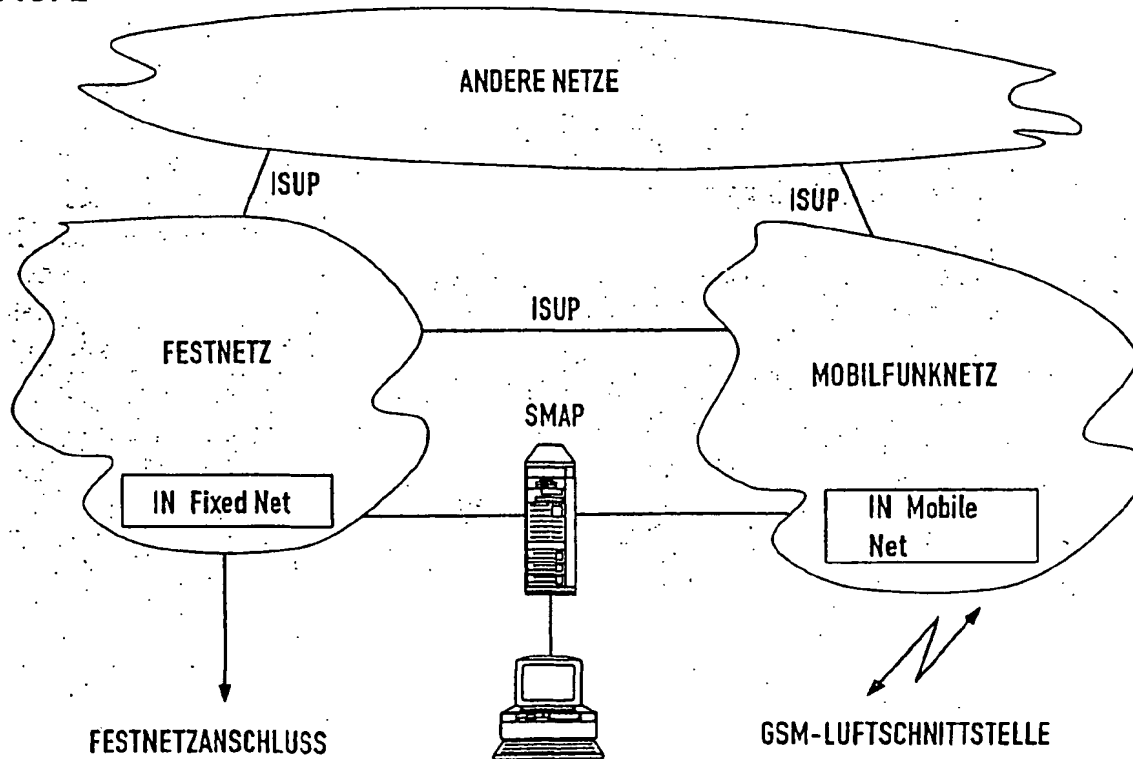 ANDERE NETZE
ISUP
ISUP
ISUP
FESTNETZ
MOBILFUNKNETZ
SMAP
IN Fixed Net
IN Mobile
Net
FESTNETZANSCHLUSS
GSM-LUFTSCHNITTSTELLE